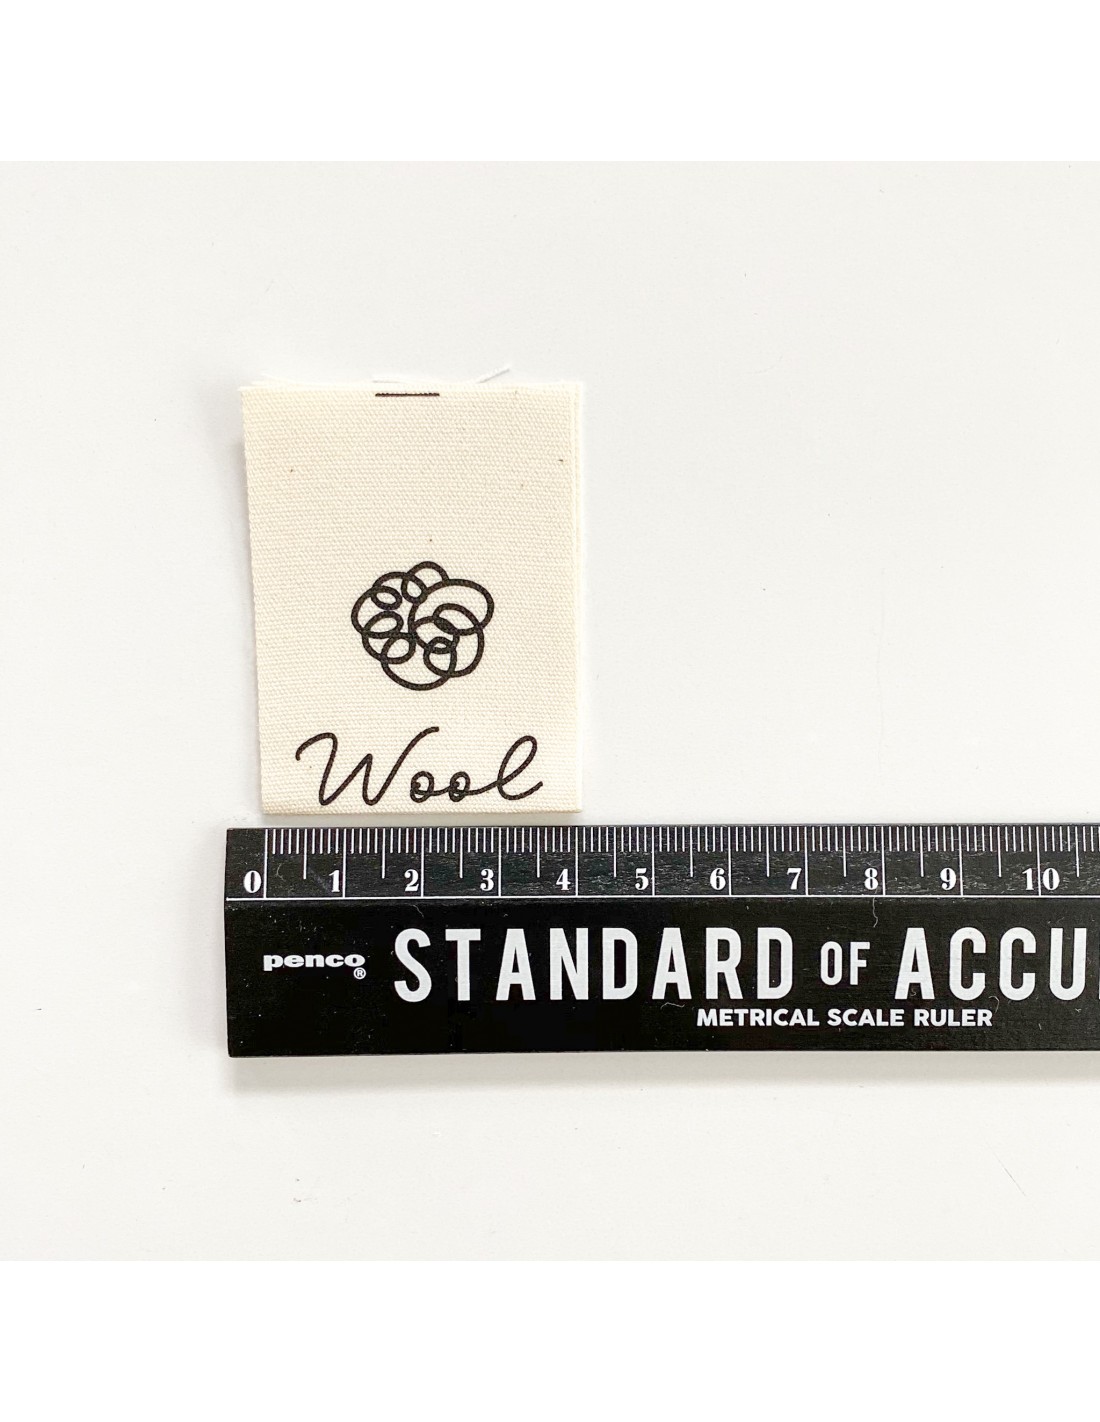 Wool
0 1 2 3 4 5 6 7 8 9 10
penco®
STANDARD OF ACCU
METRICAL SCALE RULER